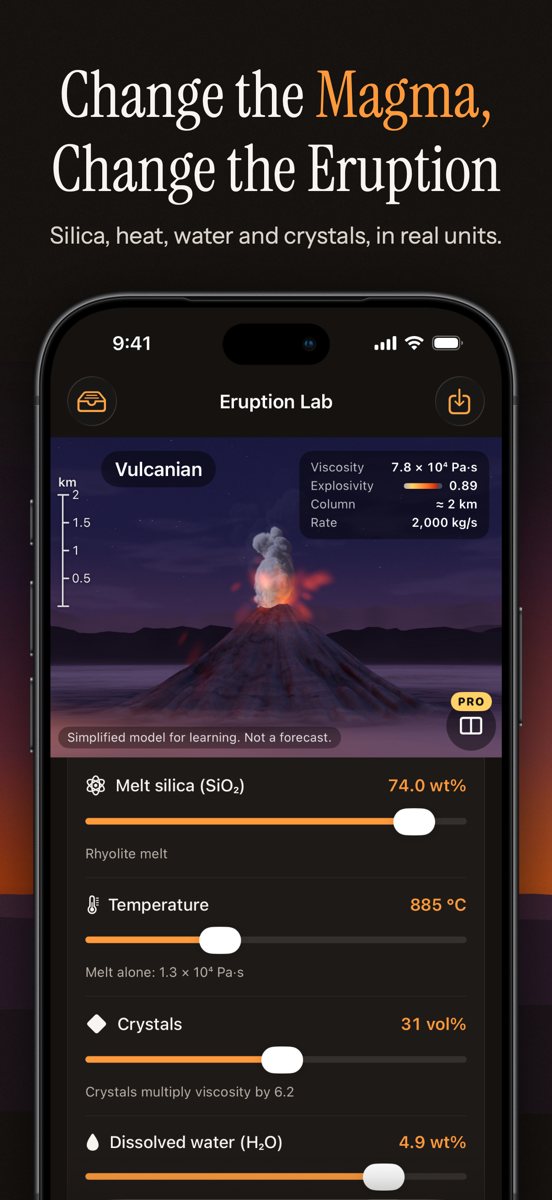 Change the Magma,
Change the Eruption
Silica, heat, water and crystals, in real units.
9:41
Eruption Lab
Vulcanian
km
2
1.5
1
0.5
Viscosity 7.8 × 10⁴ Pa·s
Explosivity 0.89
Column ≈ 2 km
Rate 2,000 kg/s
PRO
Simplified model for learning. Not a forecast.
Melt silica (SiO₂) 74.0 wt%
Rhyolite melt
Temperature 885 °C
Melt alone: 1.3 × 10⁴ Pa·s
Crystals 31 vol%
Crystals multiply viscosity by 6.2
Dissolved water (H₂O) 4.9 wt%